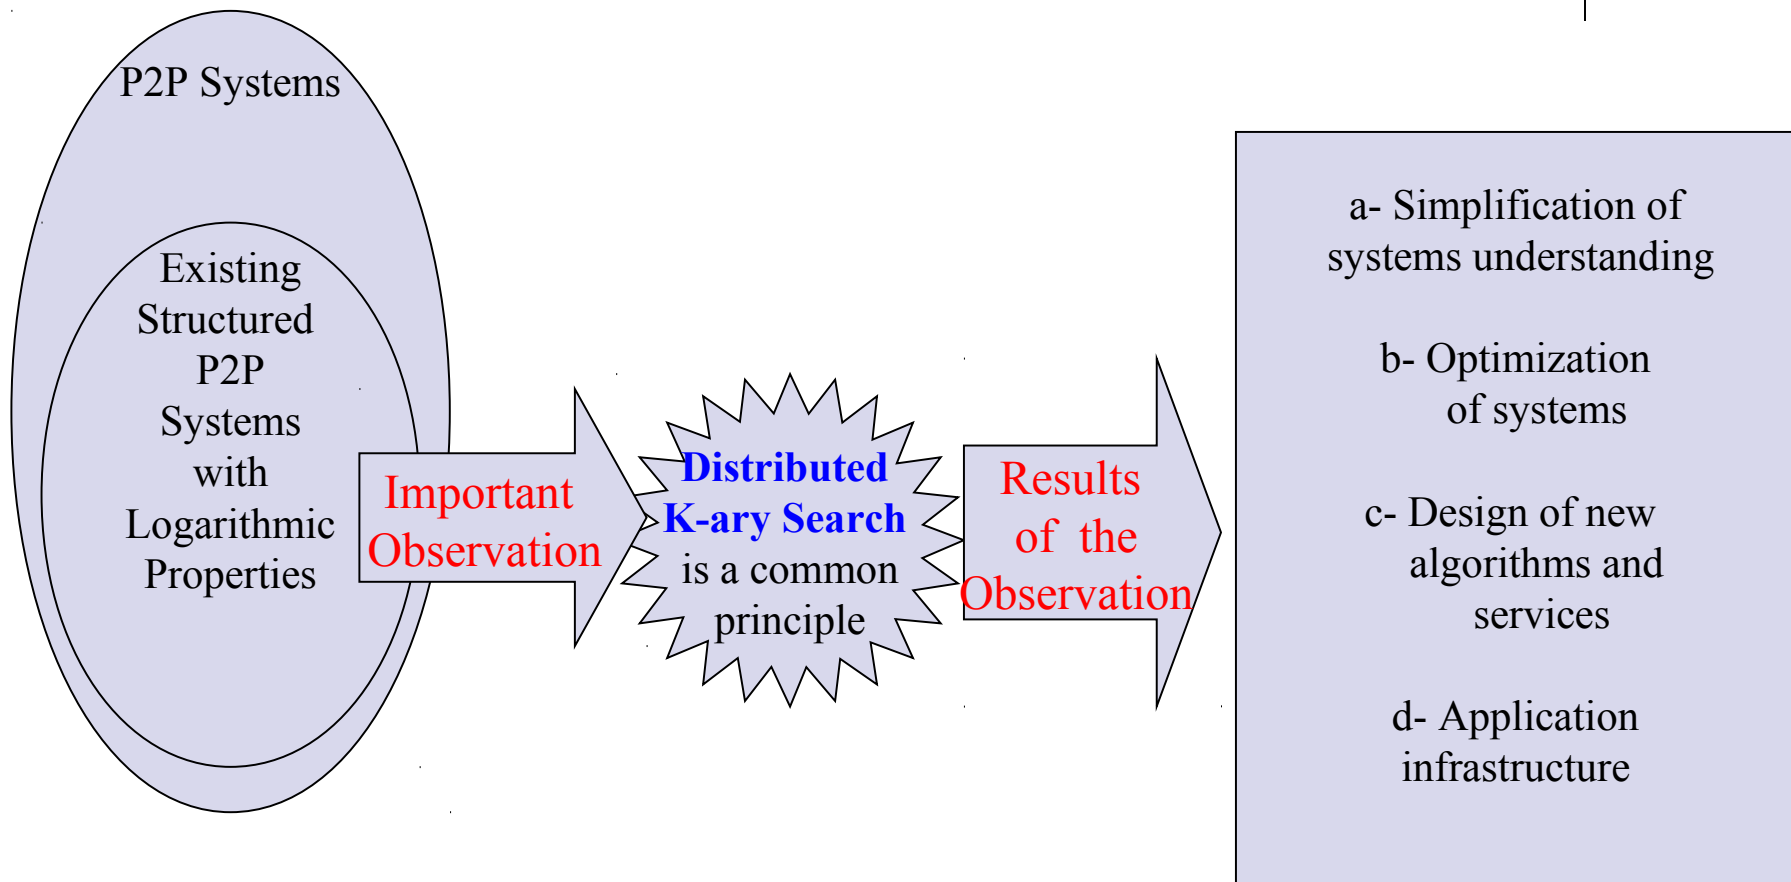 P2P Systems
Existing
Structured
P2P
Systems
with
Logarithmic
Properties
Important
Observation
Distributed
K-ary Search
is a common
principle
Results
of the
Observation
a- Simplification of
systems understanding
b- Optimization
of systems
c- Design of new
algorithms and
services
d- Application
infrastructure